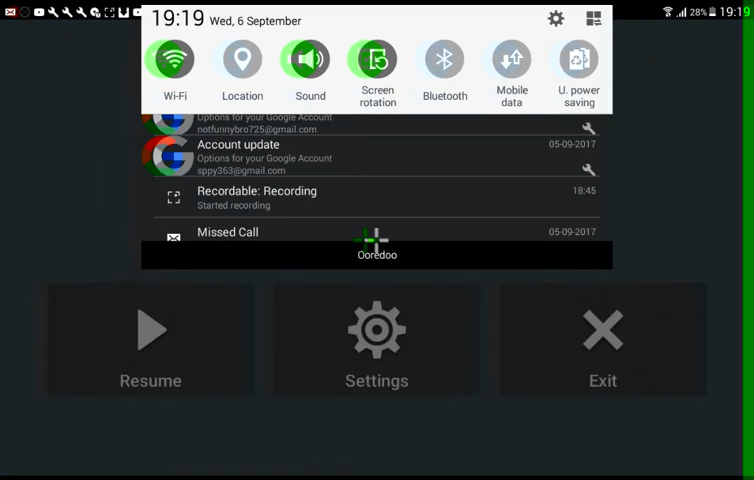 28% 19:19
19:19 Wed, 6 September
Wi-Fi
Location
Sound
Screen
rotation
Bluetooth
Mobile
data
U. power
saving
Options for your Google Account
notfunnybro725@gmail.com
Account update 05-09-2017
Options for your Google Account
sppy363@gmail.com
Recordable: Recording 18:45
Started recording
Missed Call 05-09-2017
Ooredoo
Resume
Settings
Exit